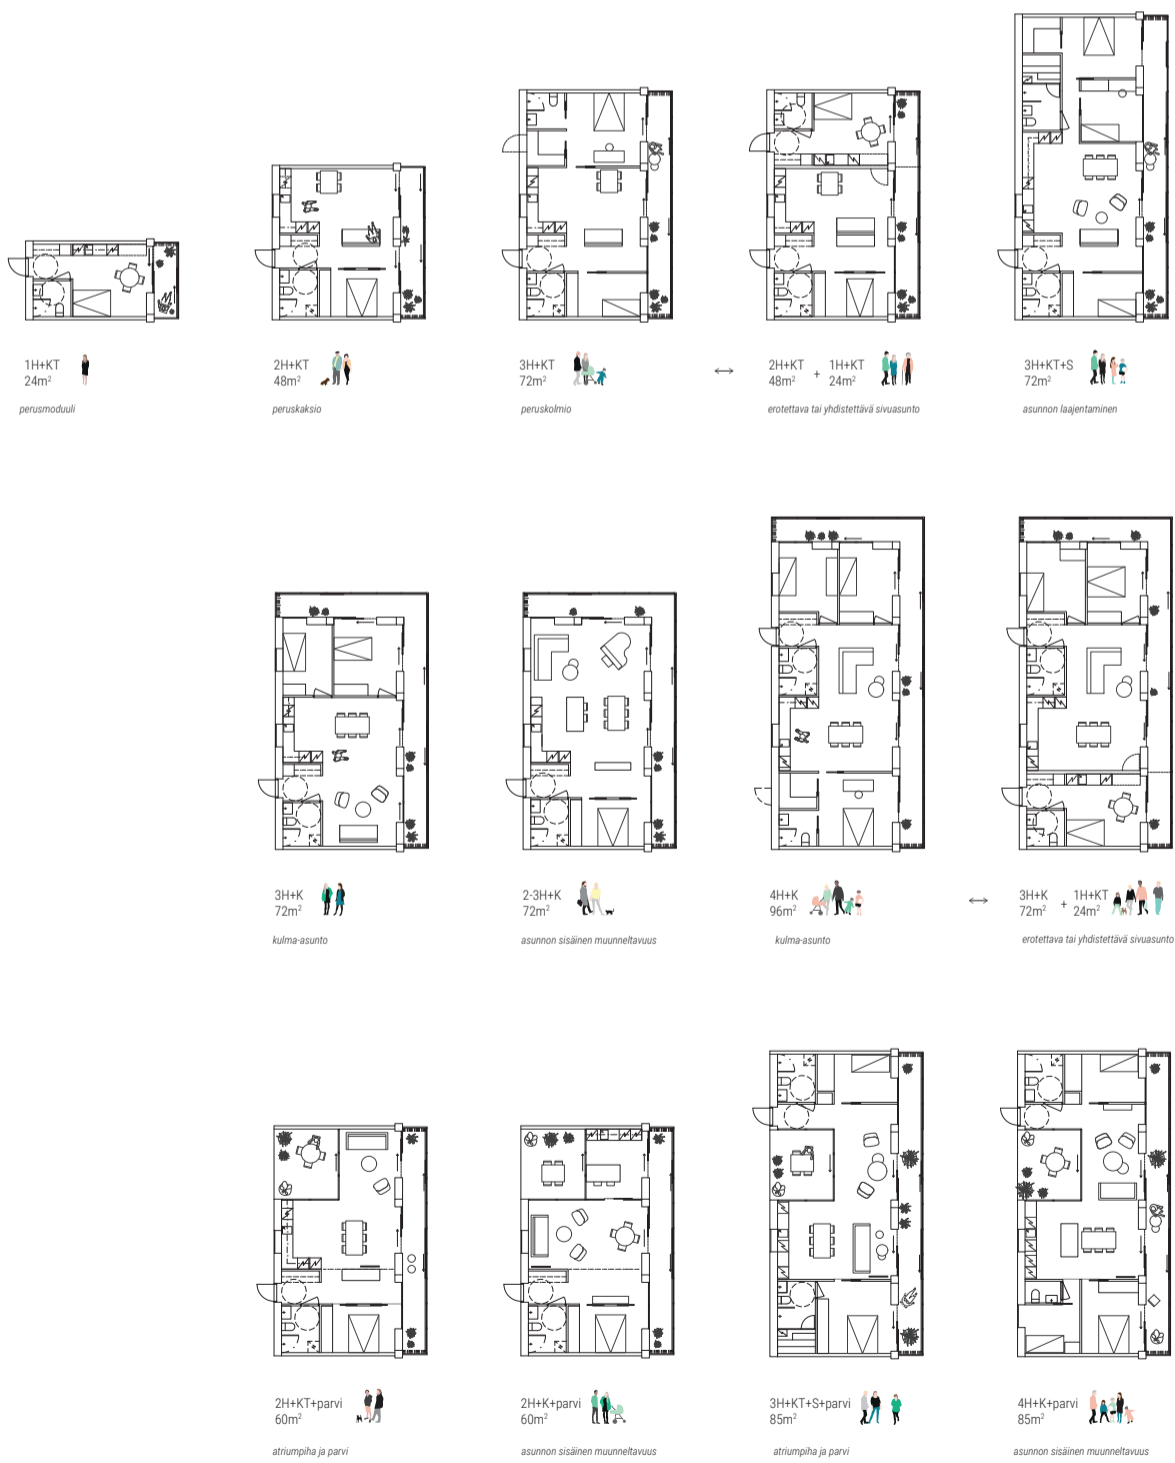 1H+KT
24m²
perusmoduuli
2H+KT
48m²
peruskaksio
3H+KT
72m²
peruskolmio
2H+KT + 1H+KT
48m² 24m²
erotettava tai yhdistettävä sivuasunto
3H+KT+S
72m²
asunnon laajentaminen
3H+K
72m²
kulma-asunto
2-3H+K
72m²
asunnon sisäinen muunneltavuus
4H+K
96m²
kulma-asunto
3H+K + 1H+KT
72m² 24m²
erotettava tai yhdistettävä sivuasunto
2H+KT+parvi
60m²
atriumpiha ja parvi
2H+K+parvi
60m²
asunnon sisäinen muunneltavuus
3H+KT+S+parvi
85m²
atriumpiha ja parvi
4H+K+parvi
85m²
asunnon sisäinen muunneltavuus